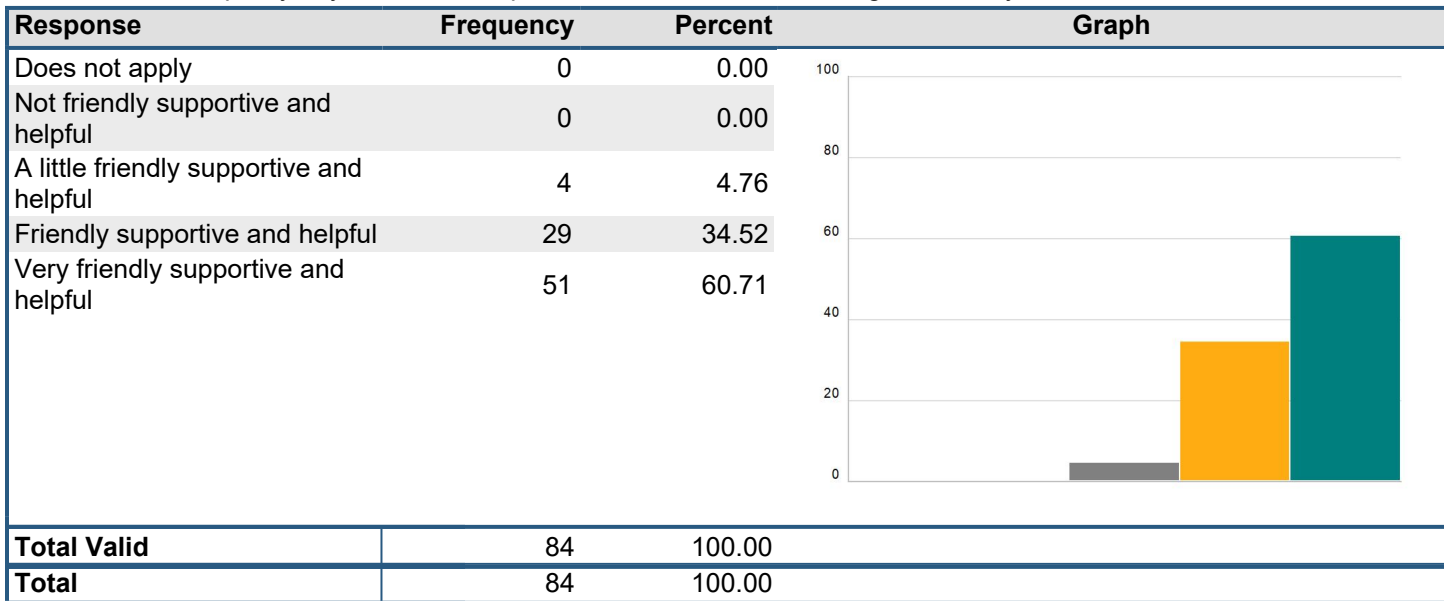 Response Frequency Percent Graph
Does not apply 0 0.00
Not friendly supportive and
helpful 0 0.00
A little friendly supportive and
helpful 4 4.76
Friendly supportive and helpful 29 34.52
Very friendly supportive and
helpful 51 60.71
100
80
60
40
20
0
Total Valid 84 100.00
Total 84 100.00